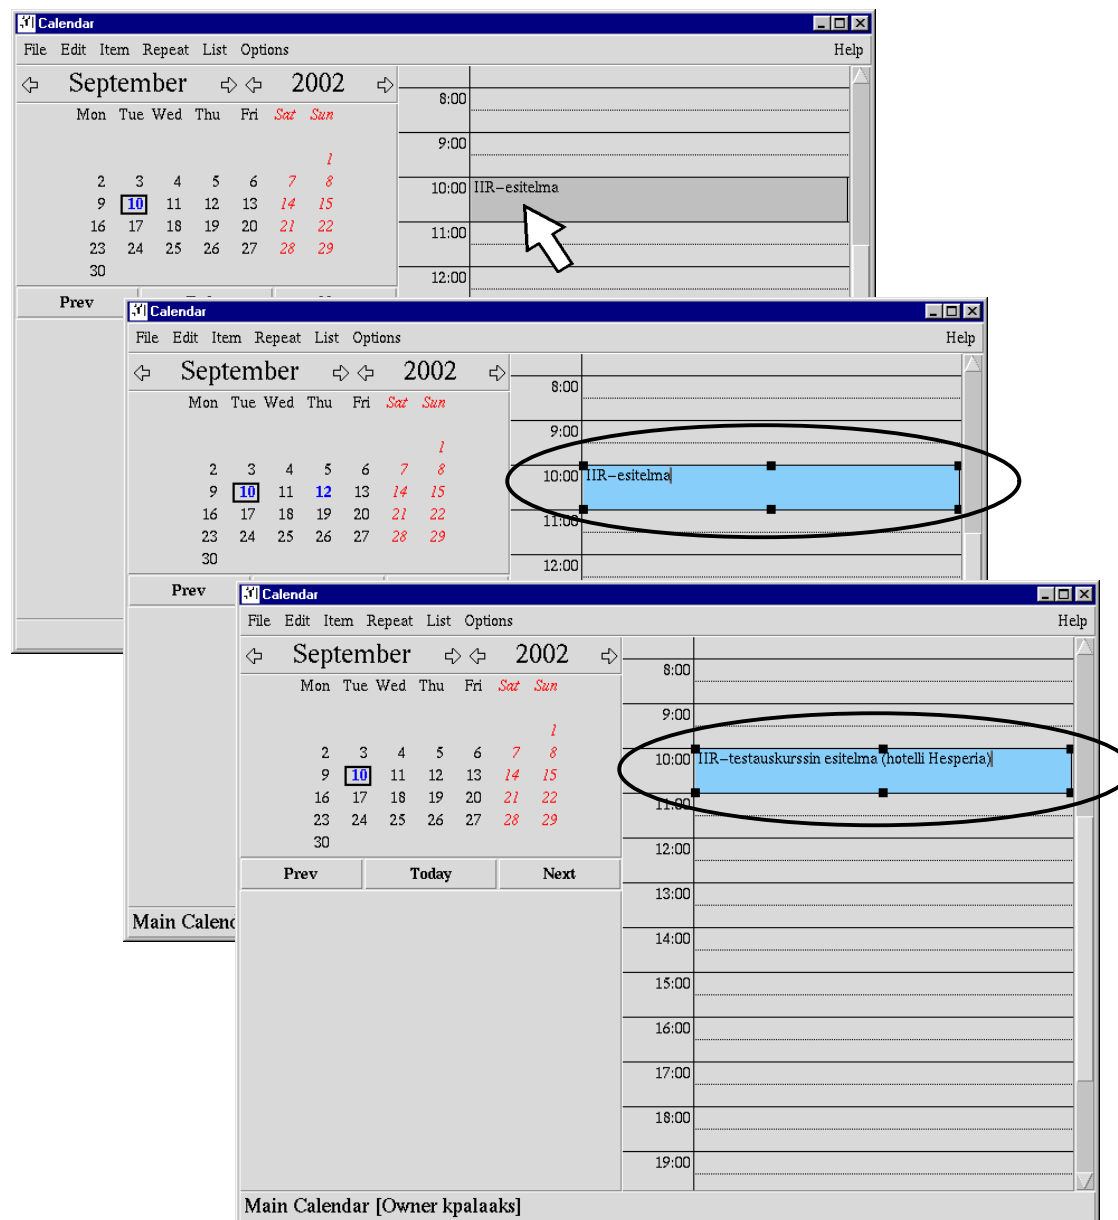 Calendar
File Edit Item Repeat List Options Help
September 2002
Mon Tue Wed Thu Fri Sat Sun
1
2 3 4 5 6 7 8
9 10 11 12 13 14 15
16 17 18 19 20 21 22
23 24 25 26 27 28 29
30
Prev
8:00
9:00
10:00 IIR-esitelma
11:00
12:00
Calendar
File Edit Item Repeat List Options Help
September 2002
Mon Tue Wed Thu Fri Sat Sun
1
2 3 4 5 6 7 8
9 10 11 12 13 14 15
16 17 18 19 20 21 22
23 24 25 26 27 28 29
30
Prev
8:00
9:00
10:00 IIR-esitelma
11:00
12:00
Main Calend
Calendar
File Edit Item Repeat List Options Help
September 2002
Mon Tue Wed Thu Fri Sat Sun
1
2 3 4 5 6 7 8
9 10 11 12 13 14 15
16 17 18 19 20 21 22
23 24 25 26 27 28 29
30
Prev Today Next
8:00
9:00
10:00 IIR-testauskurssin esitelma (hotelli Hesperia)
11:00
12:00
13:00
14:00
15:00
16:00
17:00
18:00
19:00
Main Calendar [Owner kpalaaks]